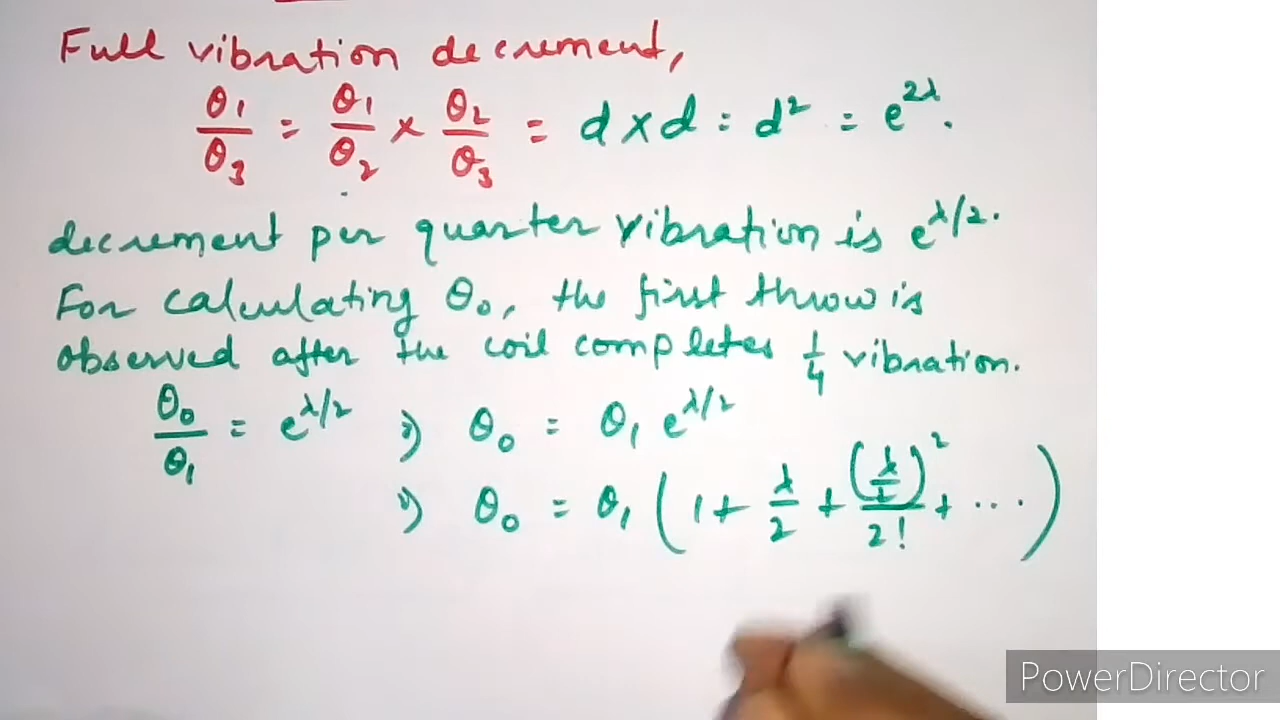 Full vibration decrement,
θ₁/θ₃ = θ₁/θ₂ × θ₂/θ₃ = d × d = d² = e^(2λ).
decrement per quarter vibration is e^(λ/2).
For calculating θ₀, the first throw is
observed after the coil completes 1/4 vibration.
θ₀/θ₁ = e^(λ/2) ⇒ θ₀ = θ₁ e^(λ/2)
⇒ θ₀ = θ₁ (1 + λ/2 + (λ/2)²/2! + ...)
PowerDirector